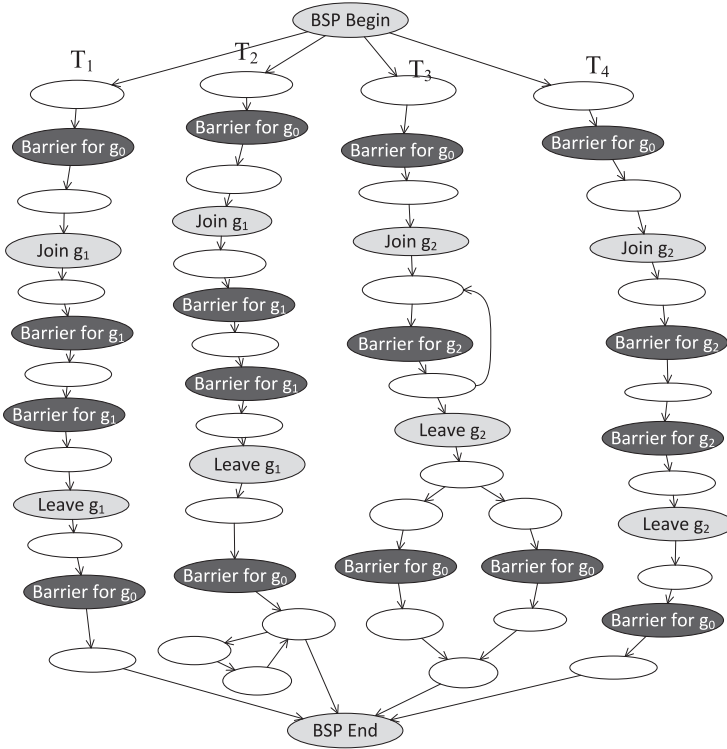 BSP Begin
T1
T2
T3
T4
Barrier for g0
Barrier for g0
Barrier for g0
Barrier for g0
Join g1
Join g1
Join g2
Join g2
Barrier for g1
Barrier for g1
Barrier for g2
Barrier for g2
Barrier for g1
Barrier for g1
Leave g2
Barrier for g2
Leave g1
Leave g1
Leave g2
Barrier for g0
Barrier for g0
Barrier for g0
Barrier for g0
Barrier for g0
BSP End